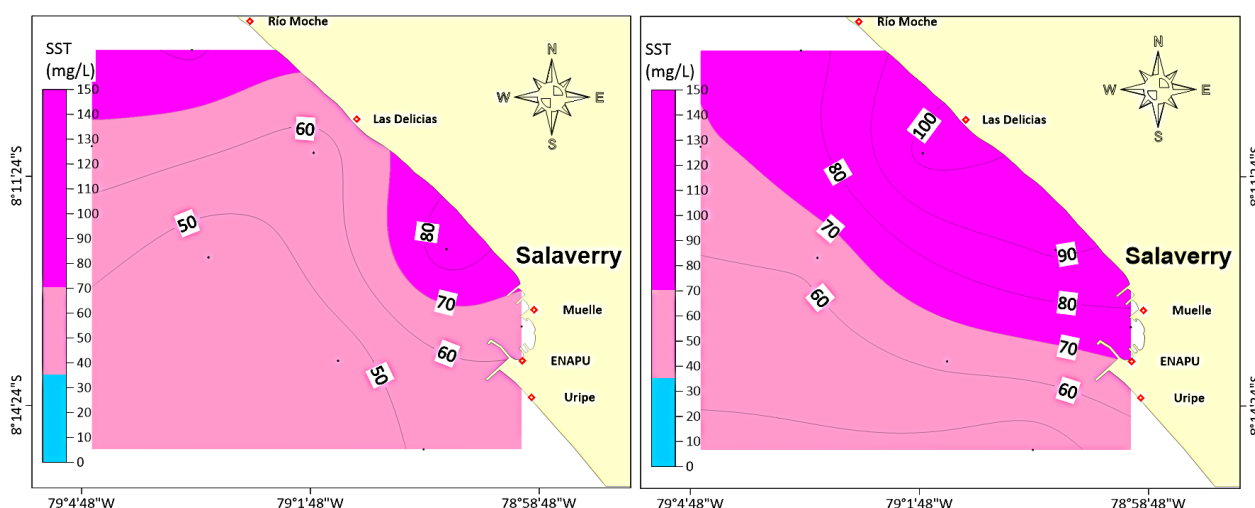 Río Moche
SST
(mg/L)
150
140
130
120
110
100
90
80
70
60
50
40
30
20
10
0
N
W
E
S
Las Delicias
60
50
80
70
60
50
Salaverry
Muelle
ENAPU
Uripe
8°11'24"S
8°14'24"S
79°4'48"W
79°1'48"W
78°58'48"W
Río Moche
SST
(mg/L)
150
140
130
120
110
100
90
80
70
60
50
40
30
20
10
0
N
W
E
S
Las Delicias
100
80
70
90
60
80
70
60
Salaverry
Muelle
ENAPU
Uripe
79°4'48"W
79°1'48"W
78°58'48"W